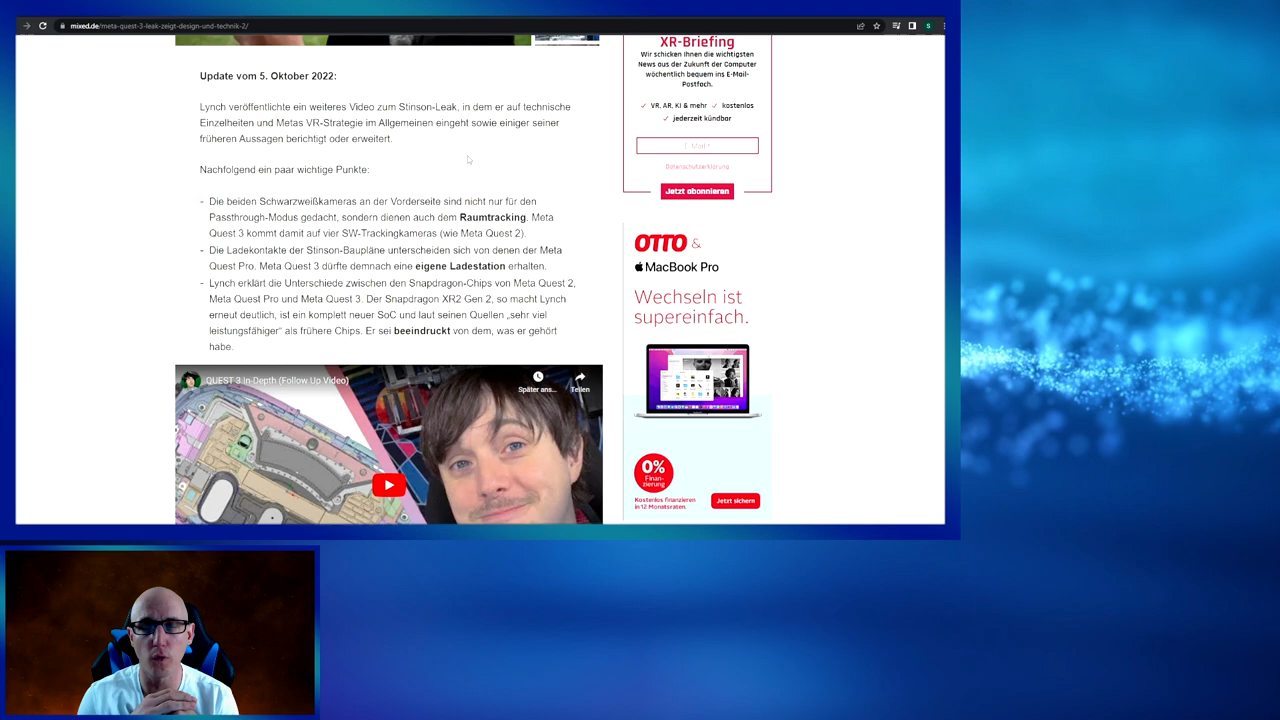 mixed.de/meta-quest-3-leak-zeigt-design-und-technik-2/
S
Update vom 5. Oktober 2022:
Lynch veröffentlichte ein weiteres Video zum Stinson-Leak, in dem er auf technische
Einzelheiten und Metas VR-Strategie im Allgemeinen eingeht sowie einiger seiner
früheren Aussagen berichtigt oder erweitert.
Nachfolgend ein paar wichtige Punkte:
- Die beiden Schwarzweißkameras an der Vorderseite sind nicht nur für den
Passthrough-Modus gedacht, sondern dienen auch dem Raumtracking. Meta
Quest 3 kommt damit auf vier SW-Trackingkameras (wie Meta Quest 2).
- Die Ladekontakte der Stinson-Baupläne unterscheiden sich von denen der Meta
Quest Pro. Meta Quest 3 dürfte demnach eine eigene Ladestation erhalten.
- Lynch erklärt die Unterschiede zwischen den Snapdragon-Chips von Meta Quest 2,
Meta Quest Pro und Meta Quest 3. Der Snapdragon XR2 Gen 2, so macht Lynch
erneut deutlich, ist ein komplett neuer SoC und laut seinen Quellen „sehr viel
leistungsfähiger" als frühere Chips. Er sei beeindruckt von dem, was er gehört
habe.
QUEST 3 In-Depth (Follow Up Video)
Später ans...
Teilen
XR-Briefing
Wir schicken Ihnen die wichtigsten
News aus der Zukunft der Computer
wöchentlich bequem ins E-Mail-
Postfach.
✓ VR, AR, KI & mehr ✓ kostenlos
✓ jederzeit kündbar
E-Mail *
Datenschutzerklärung
Jetzt abonnieren
OTTO &
MacBook Pro
Wechseln ist
supereinfach.
0%
Finan-
zierung
Kostenlos finanzieren
in 12 Monatsraten.
Jetzt sichern